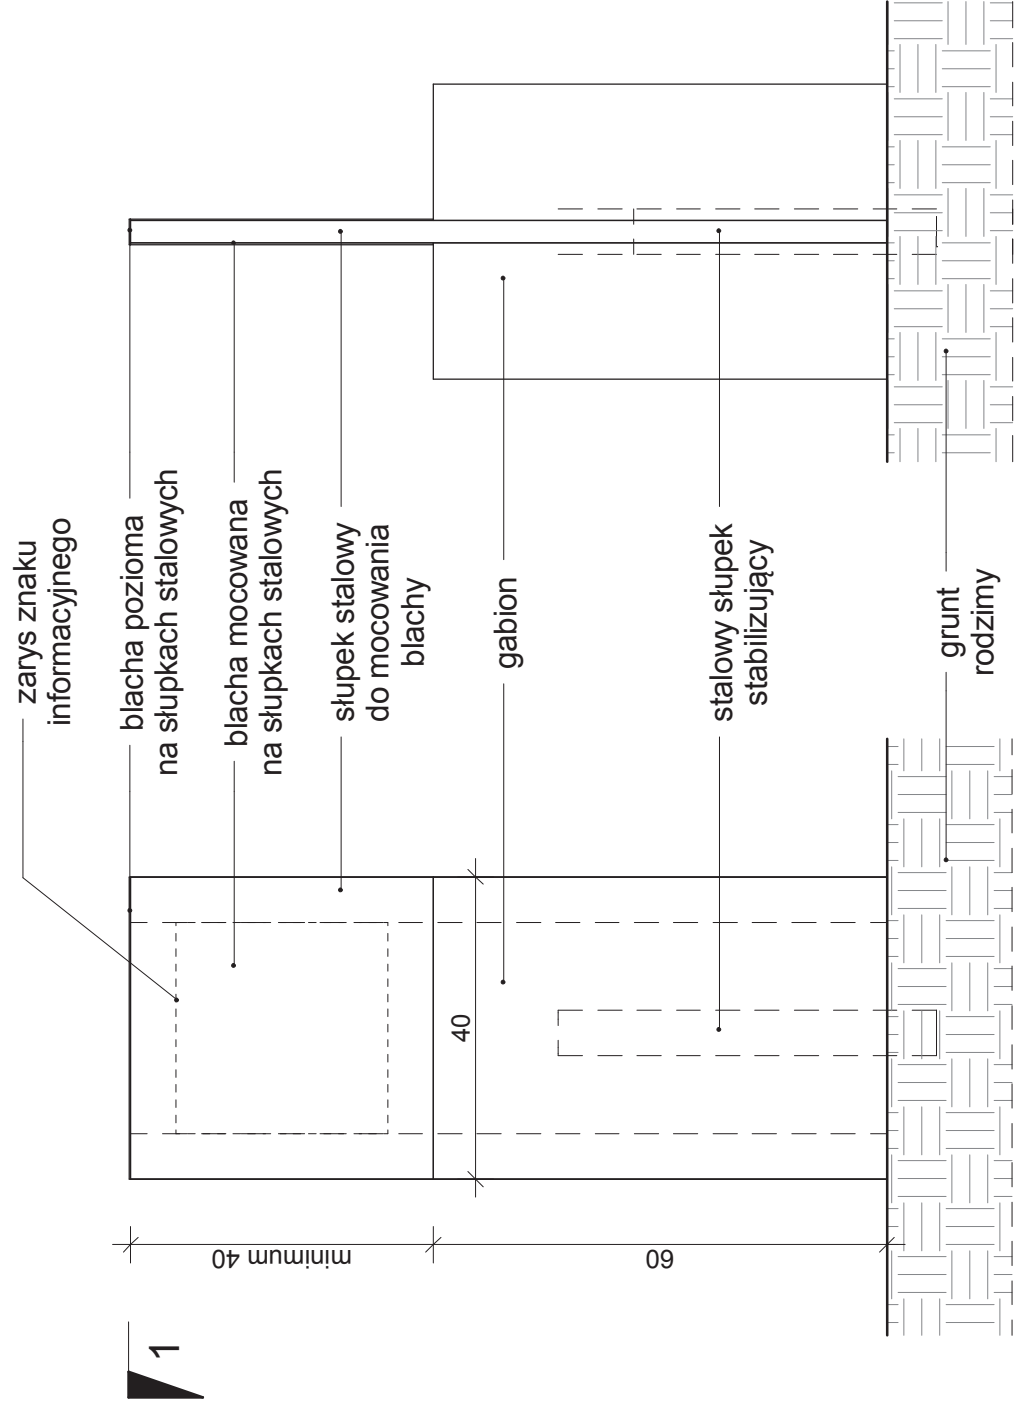 zarys znaku
informacyjnego
blacha pozioma
na słupkach stalowych
blacha mocowana
na słupkach stalowych
słupek stalowy
do mocowania
blachy
gabion
stalowy słupek
stabilizujący
grunt
rodzimy
40
minimum 40
60
1